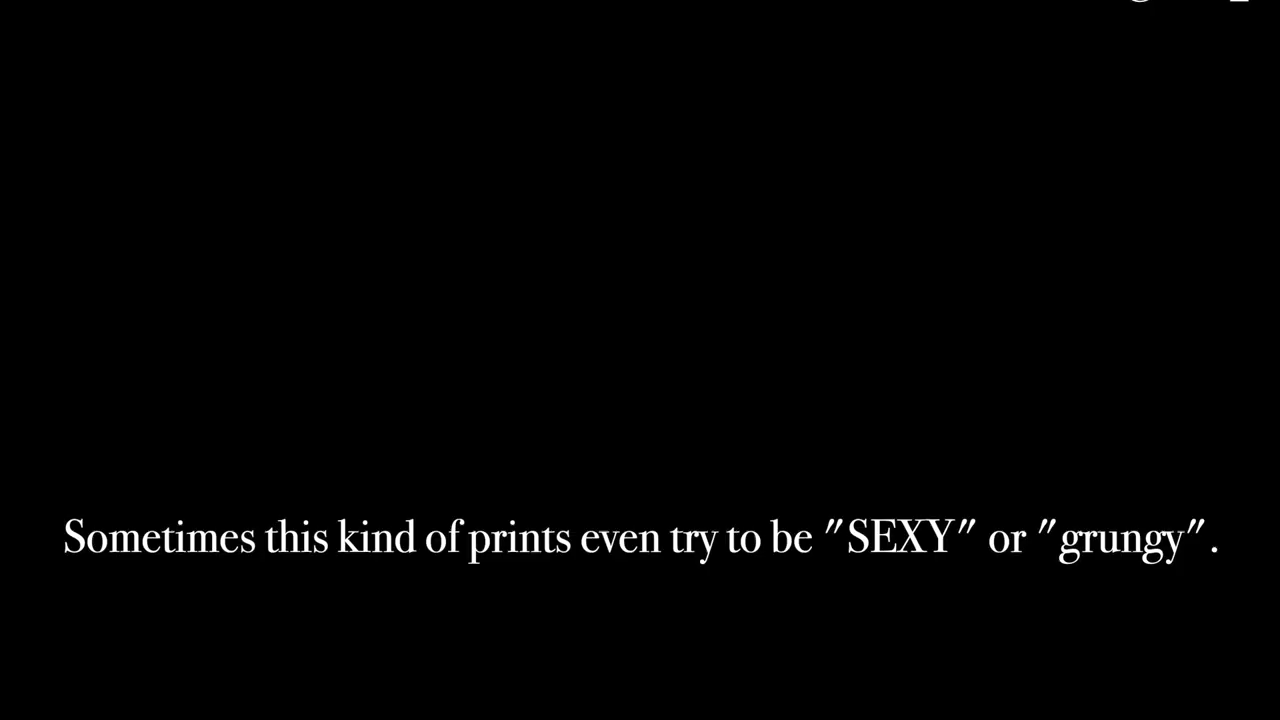 Sometimes this kind of prints even try to be "SEXY" or "grungy".